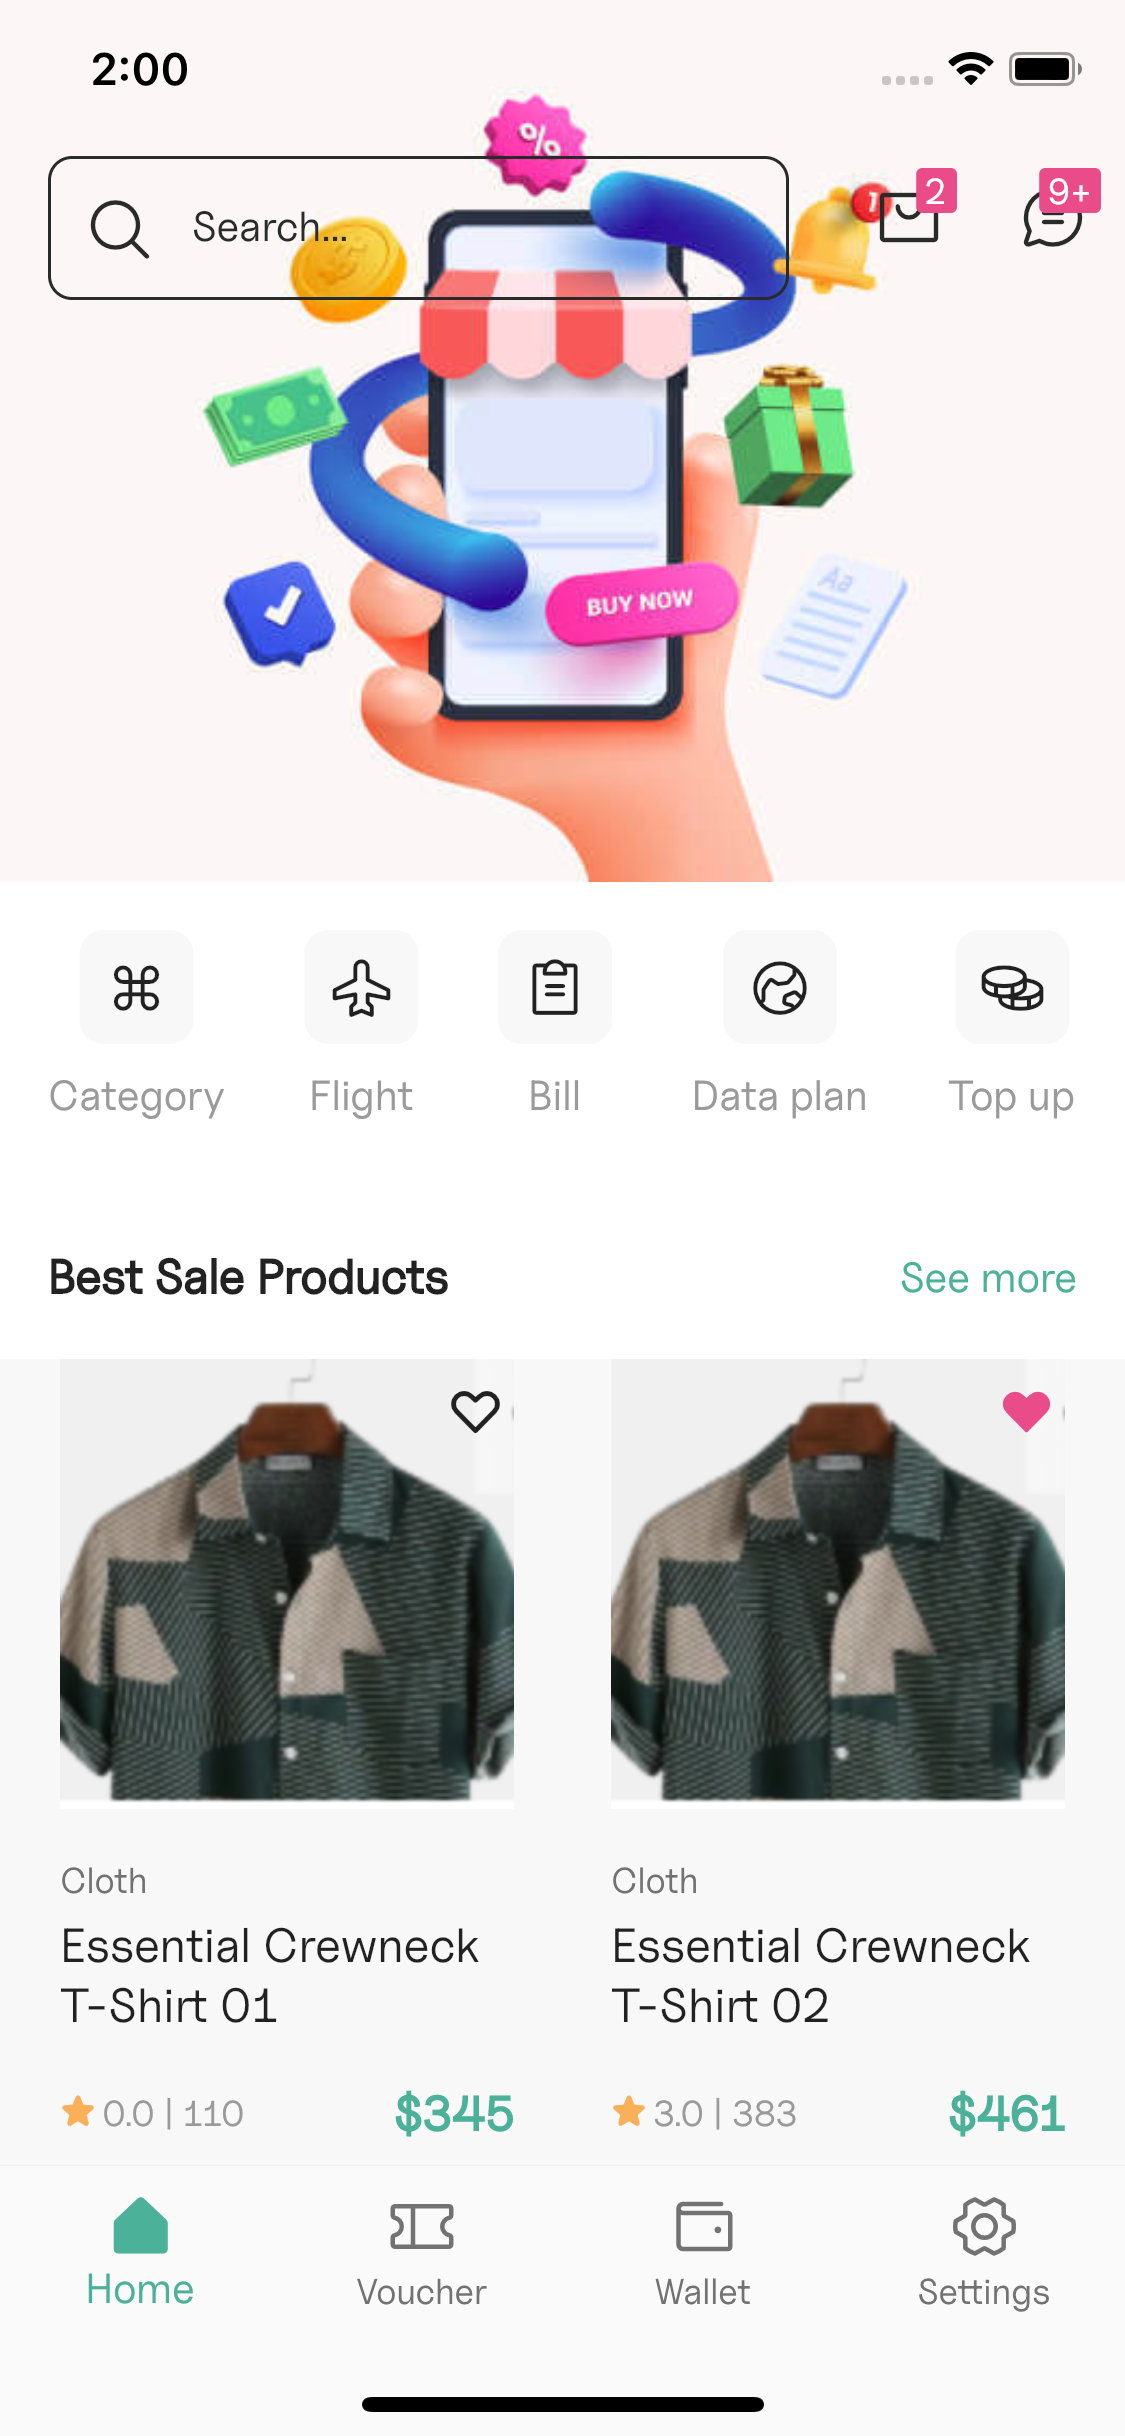 2:00
%
Search...
1
2
9+
$
BUY NOW
Aa
Category
Flight
Bill
Data plan
Top up
Best Sale Products
See more
Cloth
Essential Crewneck
T-Shirt 01
0.0 | 110
$345
Cloth
Essential Crewneck
T-Shirt 02
3.0 | 383
$461
Home
Voucher
Wallet
Settings